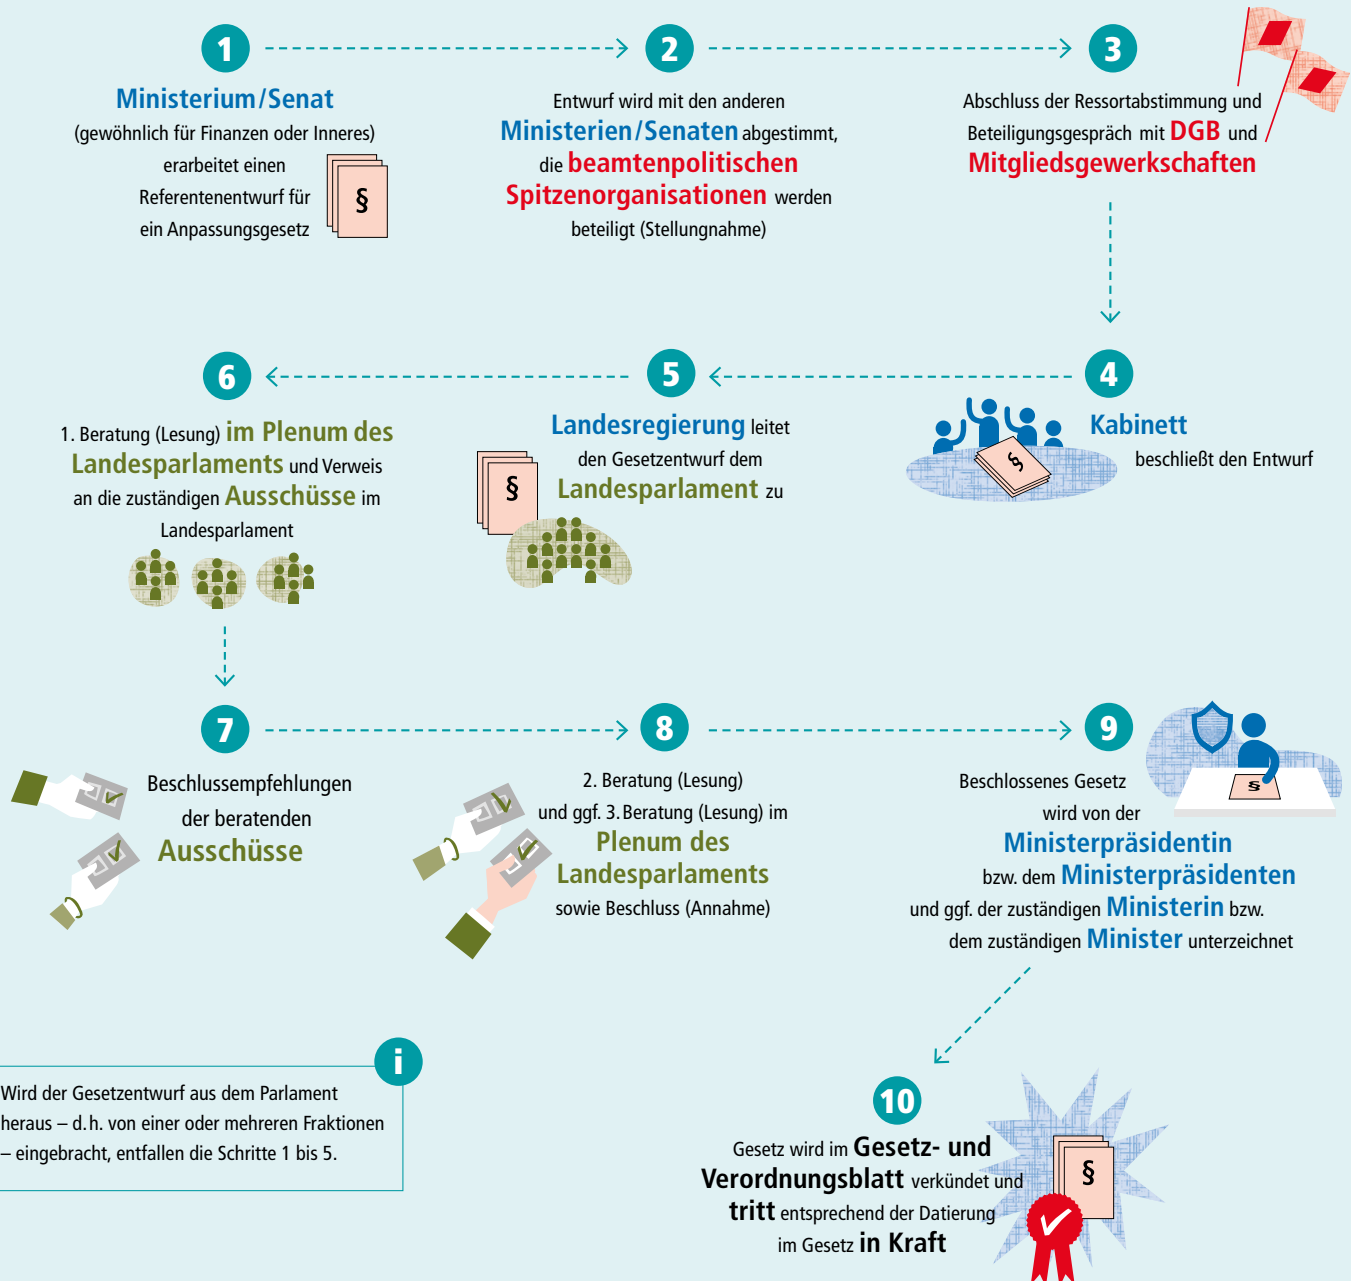 1
Ministerium/Senat
(gewöhnlich für Finanzen oder Inneres)
erarbeitet einen
Referentenentwurf für
ein Anpassungsgesetz
§
2
Entwurf wird mit den anderen
Ministerien/Senaten abgestimmt,
die beamtenpolitischen
Spitzenorganisationen werden
beteiligt (Stellungnahme)
3
Abschluss der Ressortabstimmung und
Beteiligungsgespräch mit DGB und
Mitgliedsgewerkschaften
4
Kabinett
beschließt den Entwurf
§
5
Landesregierung leitet
den Gesetzentwurf dem
Landesparlament zu
§
6
1. Beratung (Lesung) im Plenum des
Landesparlaments und Verweis
an die zuständigen Ausschüsse im
Landesparlament
7
Beschlussempfehlungen
der beratenden
Ausschüsse
8
2. Beratung (Lesung)
und ggf. 3. Beratung (Lesung) im
Plenum des
Landesparlaments
sowie Beschluss (Annahme)
9
Beschlossenes Gesetz
wird von der
Ministerpräsidentin
bzw. dem Ministerpräsidenten
und ggf. der zuständigen Ministerin bzw.
dem zuständigen Minister unterzeichnet
§
i
Wird der Gesetzentwurf aus dem Parlament
heraus – d. h. von einer oder mehreren Fraktionen
– eingebracht, entfallen die Schritte 1 bis 5.
10
Gesetz wird im Gesetz- und
Verordnungsblatt verkündet und
tritt entsprechend der Datierung
im Gesetz in Kraft
§